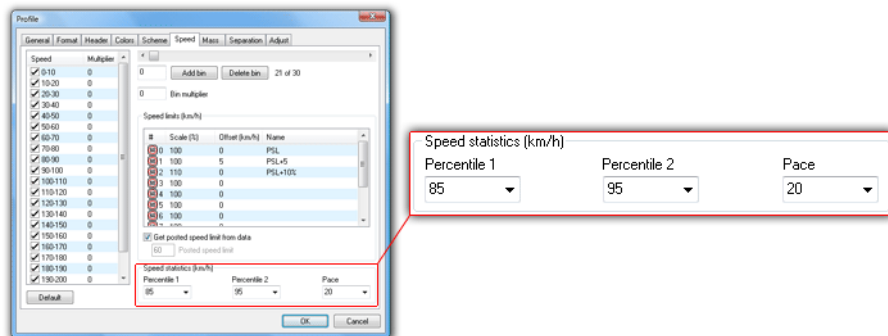 Profile
General Format Header Colors Scheme Speed Mass Separation Adjust
Speed Multiplier
0-10 0
10-20 0
20-30 0
30-40 0
40-50 0
50-60 0
60-70 0
70-80 0
80-90 0
90-100 0
100-110 0
110-120 0
120-130 0
130-140 0
140-150 0
150-160 0
160-170 0
170-180 0
180-190 0
190-200 0
Default
0 Add bin Delete bin 21 of 30
0 Bin multiplier
Speed limits (km/h)
# Scale (%) Offset (km/h) Name
0 100 0 PSL
1 100 5 PSL+5
2 110 0 PSL+10%
3 100 0
4 100 0
5 100 0
6 100 0
Get posted speed limit from data
60 Posted speed limit
Speed statistics (km/h)
Percentile 1 Percentile 2 Pace
85 95 20
OK Cancel
Speed statistics (km/h)
Percentile 1 Percentile 2 Pace
85 95 20